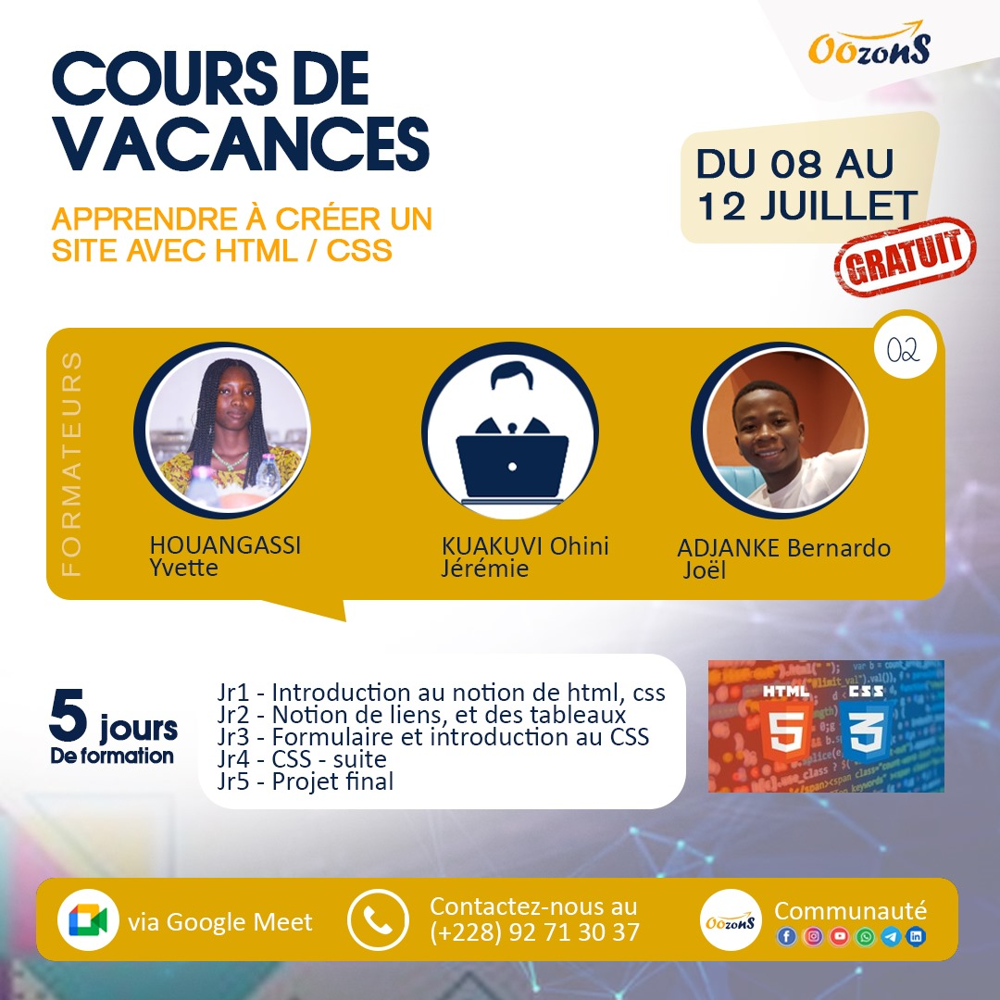 OozonS
COURS DE
VACANCES
APPRENDRE À CRÉER UN
SITE AVEC HTML / CSS
DU 08 AU
12 JUILLET
GRATUIT
02
FORMATEURS
HOUANGASSI
Yvette
KUAKUVI Ohini
Jérémie
ADJANKE Bernardo
Joël
5 jours
De formation
Jr1 - Introduction au notion de html, css
Jr2 - Notion de liens, et des tableaux
Jr3 - Formulaire et introduction au CSS
Jr4 - CSS - suite
Jr5 - Projet final
HTML
5
CSS
3
via Google Meet
Contactez-nous au
(+228) 92 71 30 37
OozonS
Communauté